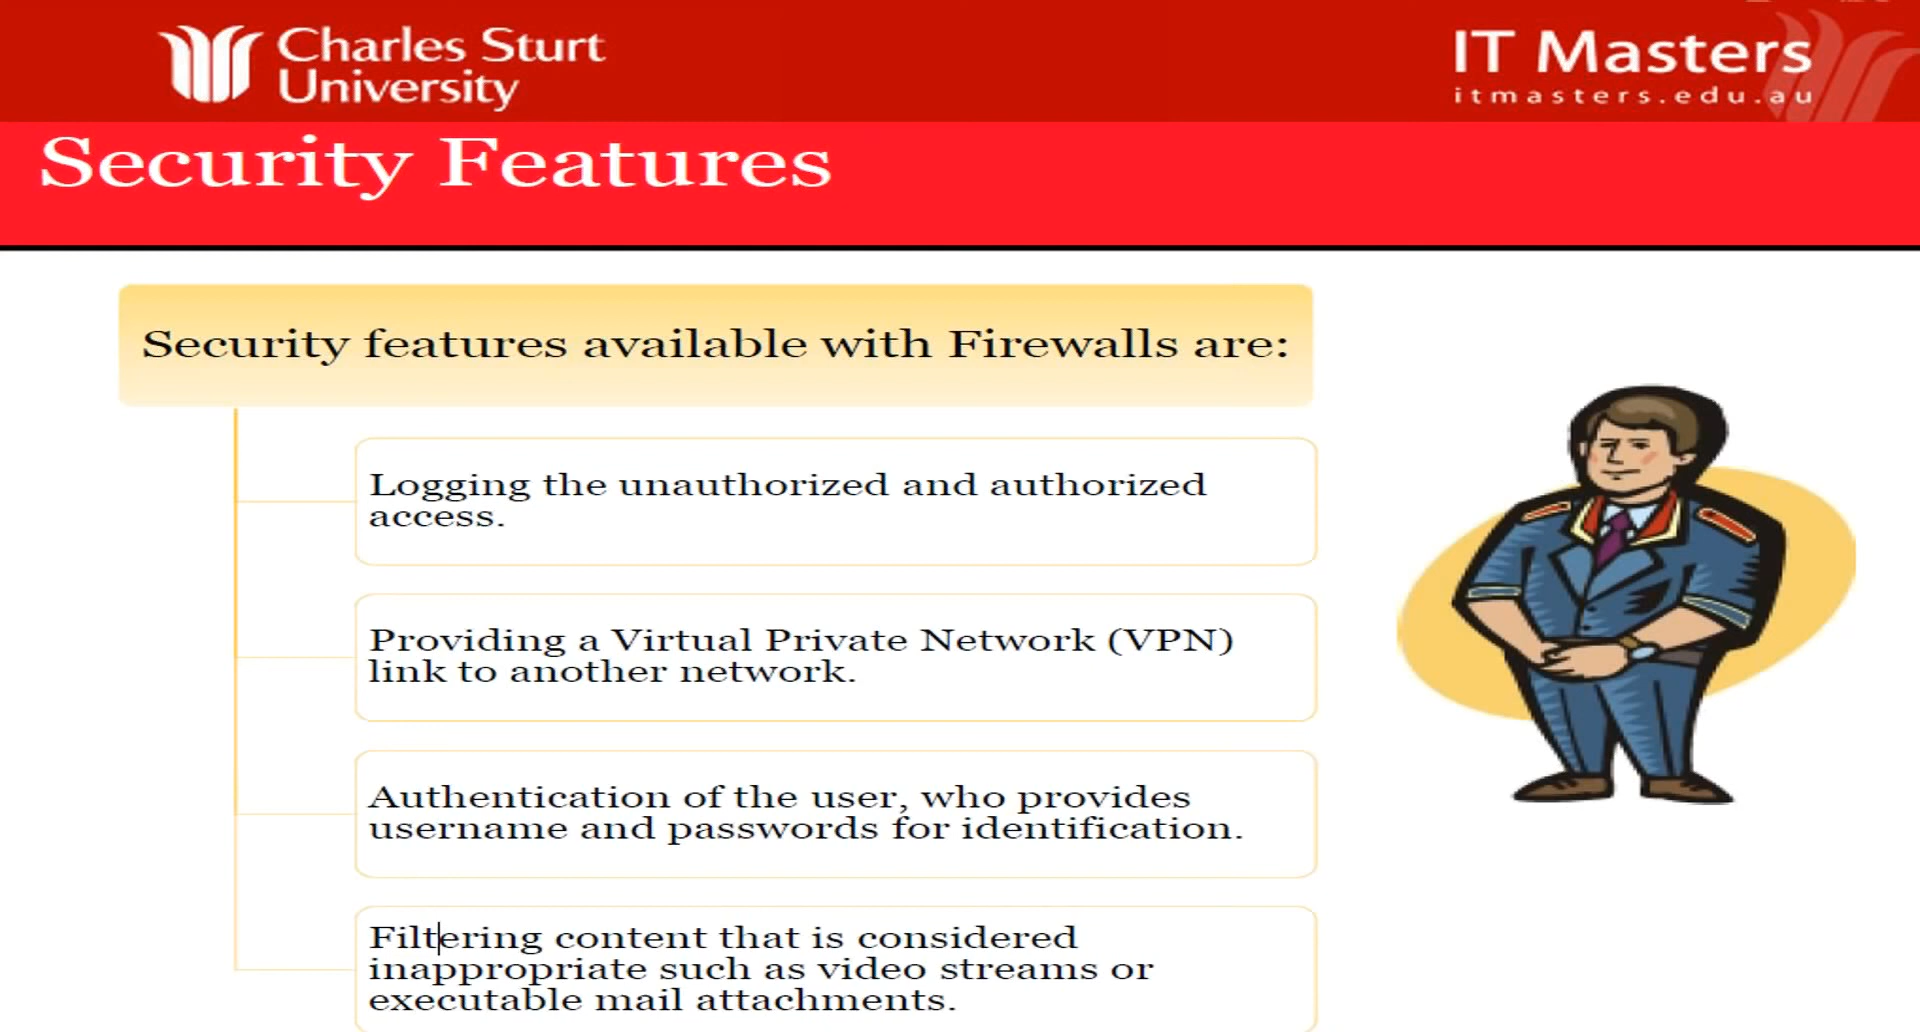 Charles Sturt
University
IT Masters
itmasters.edu.au
Security Features
Security features available with Firewalls are:
Logging the unauthorized and authorized
access.
Providing a Virtual Private Network (VPN)
link to another network.
Authentication of the user, who provides
username and passwords for identification.
Filtering content that is considered
inappropriate such as video streams or
executable mail attachments.